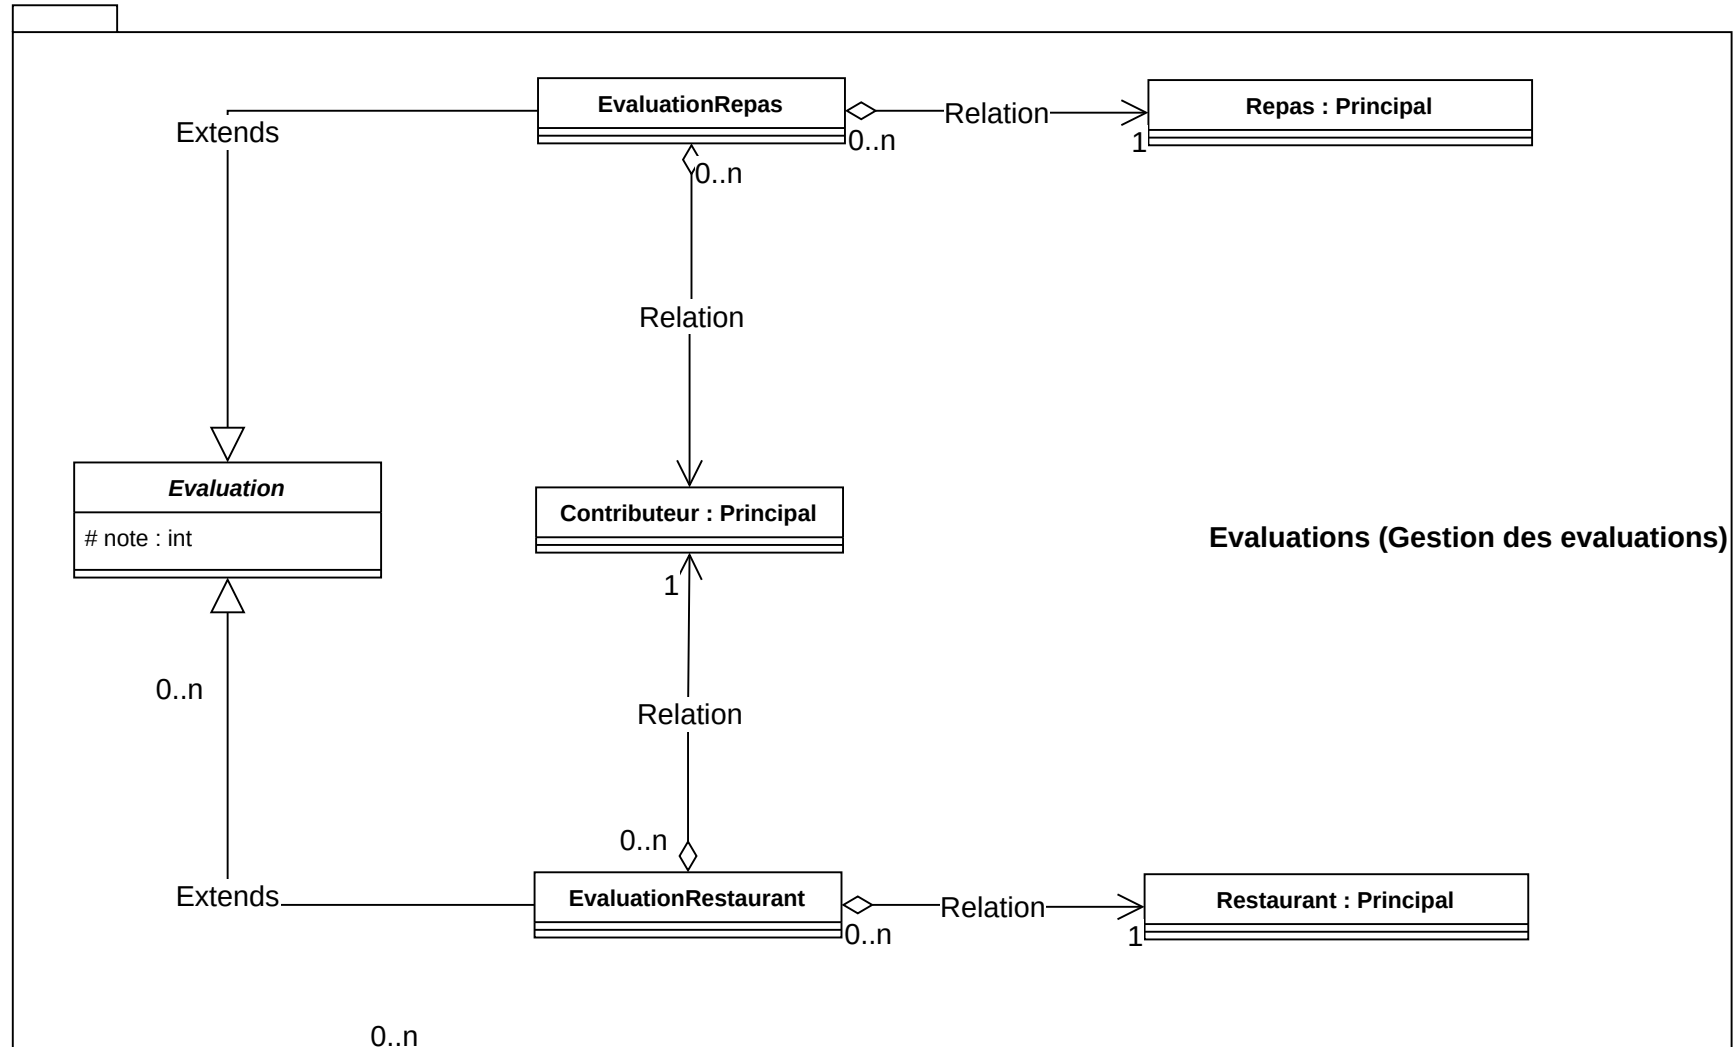 EvaluationRepas
Relation
Repas : Principal
Extends
0..n
1
0..n
Relation
Evaluation
# note : int
Contributeur : Principal
Evaluations (Gestion des evaluations)
1
0..n
Relation
0..n
Extends
EvaluationRestaurant
Relation
Restaurant : Principal
0..n
1
0..n